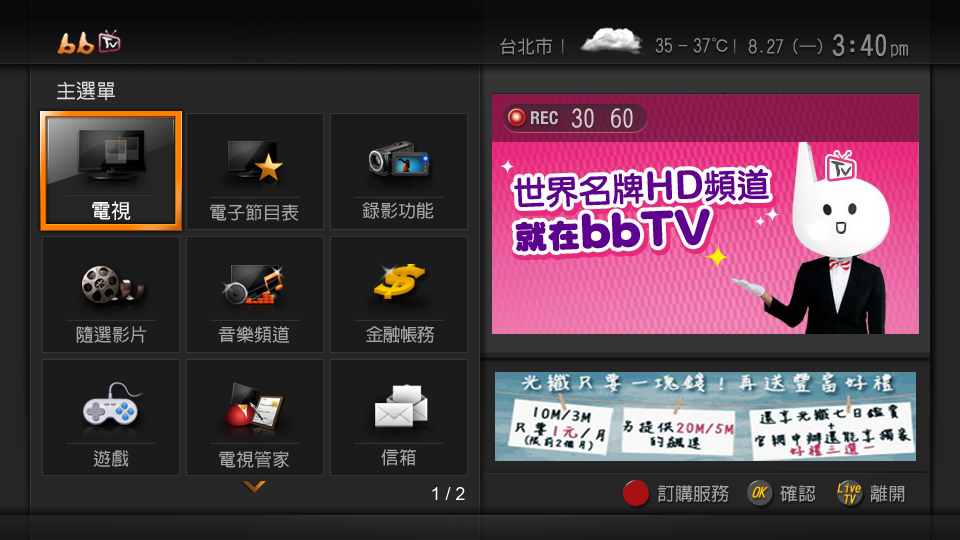 bb TV
台北市 | 35 - 37°C | 8.27 (一) 3:40pm
主選單
電視
電子節目表
錄影功能
隨選影片
音樂頻道
金融帳務
遊戲
電視管家
信箱
1 / 2
REC 30 60
TV
世界名牌HD頻道
就在bbTV
光纖只要一塊錢！再送豐富好禮
10M/3M
只要1元/月
(限前2個月)
另提供20M/5M
的飆速
還享光纖七日鑑賞
+
官網申辦還能享獨家
好禮三選一
訂購服務
OK 確認
Live TV 離開